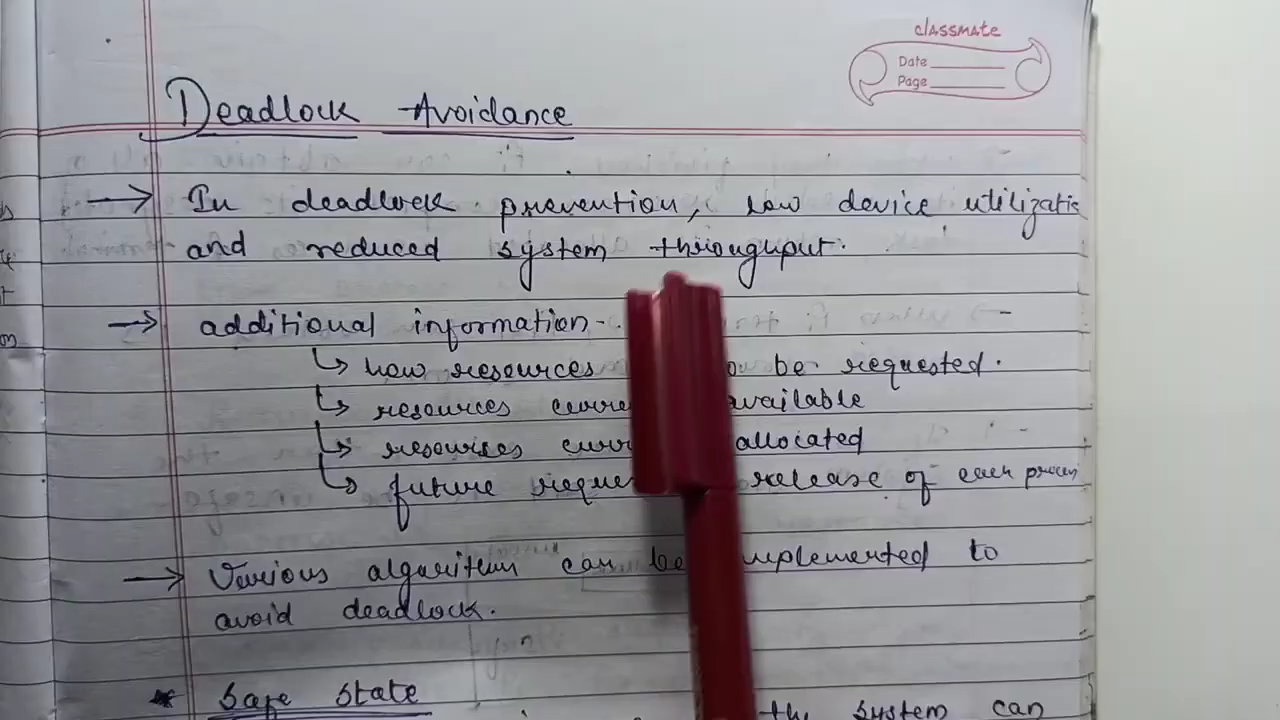 classmate
Date
Page
Deadlock Avoidance
→ In deadlock prevention, low device utilizatio
and reduced system throughput.
→ additional information.
↳ how resources be requested.
↳ resources available
↳ resources allocated
↳ future release of each process
→ Various algorithm can be implemented to
avoid deadlock.
* Safe State
the system can